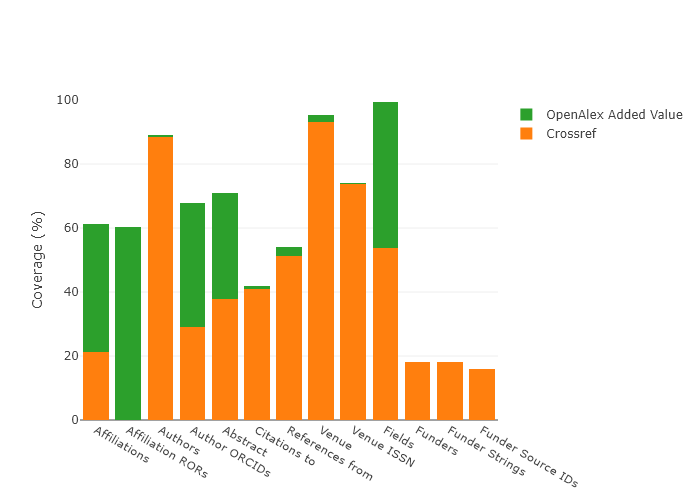 OpenAlex Added Value
Crossref
100
80
60
40
20
0
Coverage (%)
Affiliations
Affiliation RORs
Authors
Author ORCIDs
Abstract
Citations to
References from
Venue
Venue ISSN
Fields
Funders
Funder Strings
Funder Source IDs